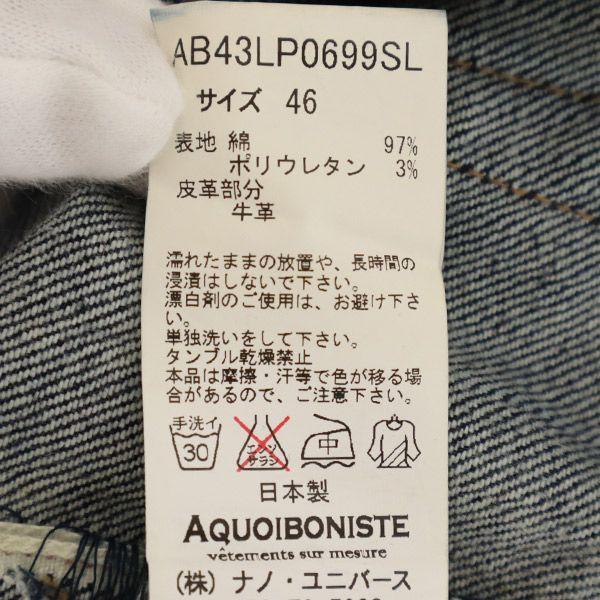 AB43LP0699SL
サイズ 46
表地 綿 97%
ポリウレタン 3%
皮革部分
牛革
濡れたままの放置や、長時間の
浸漬はしないで下さい。
漂白剤のご使用は、お避け下さ
い。
単独洗いをして下さい。
タンブル乾燥禁止
本品は摩擦・汗等で色が移る場
合があるので、ご注意下さい。
手洗イ
30
エンソ
サラシ
中
日本製
AQUOIBONISTE
vêtements sur mesure
(株) ナノ・ユニバース